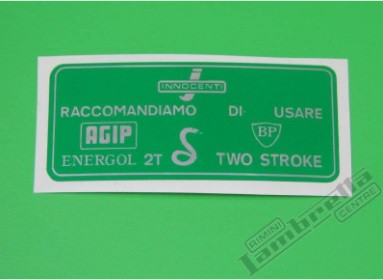 INNOCENTI
RACCOMANDIAMO DI USARE
AGIP BP
ENERGOL 2T TWO STROKE
RIMINI
Lambretta
CENTRE